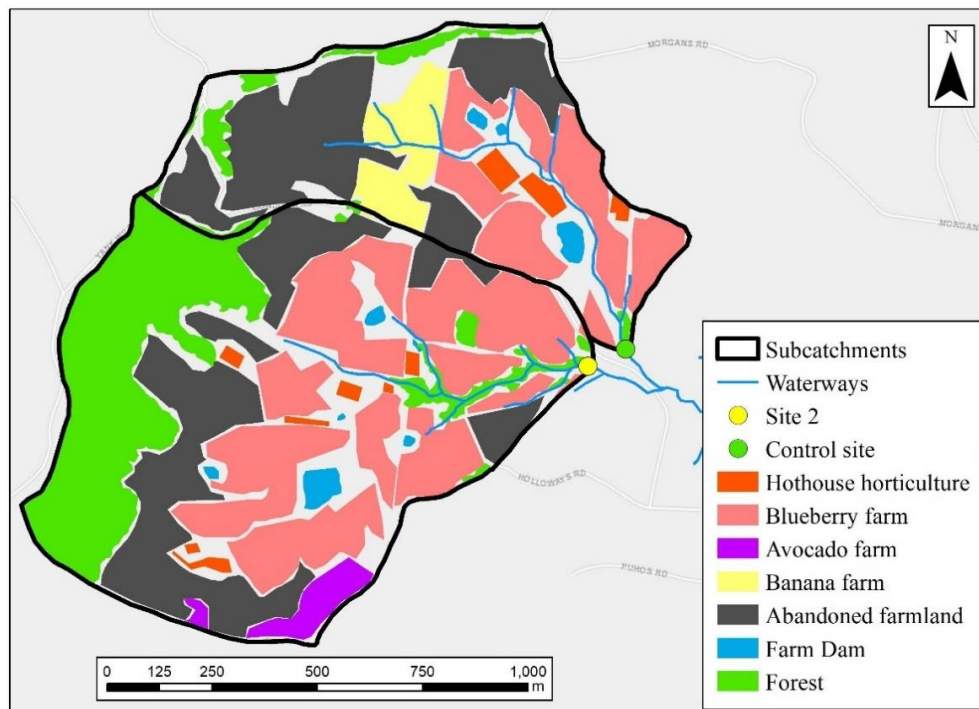 MORGANS RD
N
MORGAN
HOLLOWAYS RD
PUHOS RD
Subcatchments
Waterways
Site 2
Control site
Hothouse horticulture
Blueberry farm
Avocado farm
Banana farm
Abandoned farmland
Farm Dam
Forest
0 125 250 500 750 1,000
m